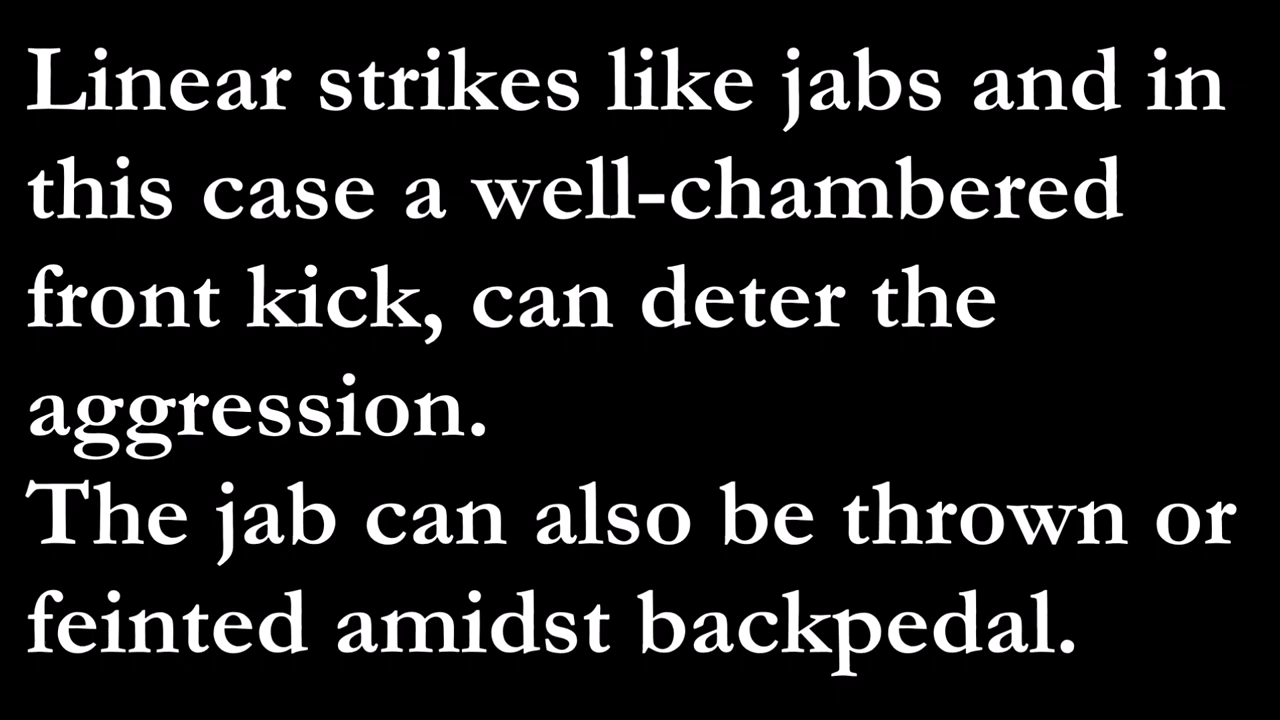 Linear strikes like jabs and in
this case a well-chambered
front kick, can deter the
aggression.
The jab can also be thrown or
feinted amidst backpedal.